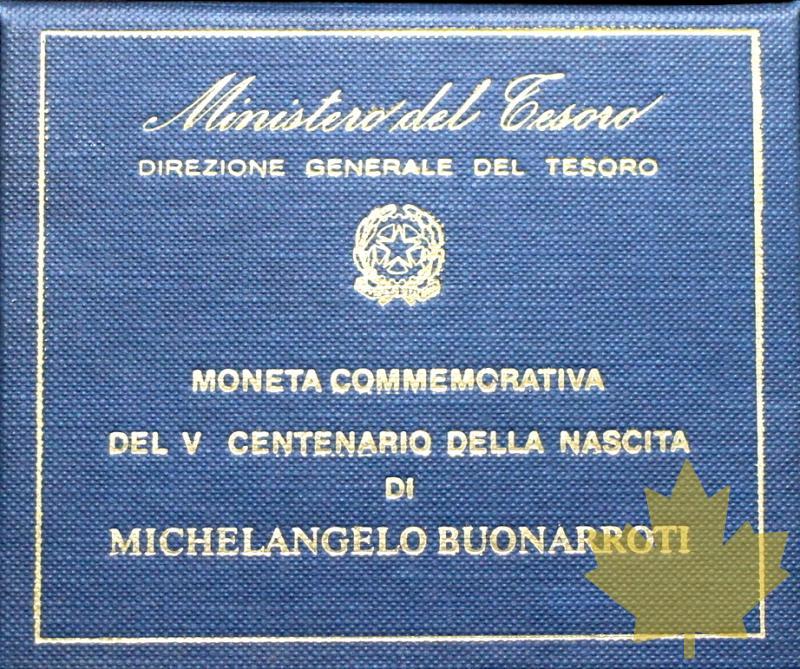 Ministero del Tesoro
DIREZIONE GENERALE DEL TESORO
MONETA COMMEMORATIVA
DEL V CENTENARIO DELLA NASCITA
DI
MICHELANGELO BUONARROTI